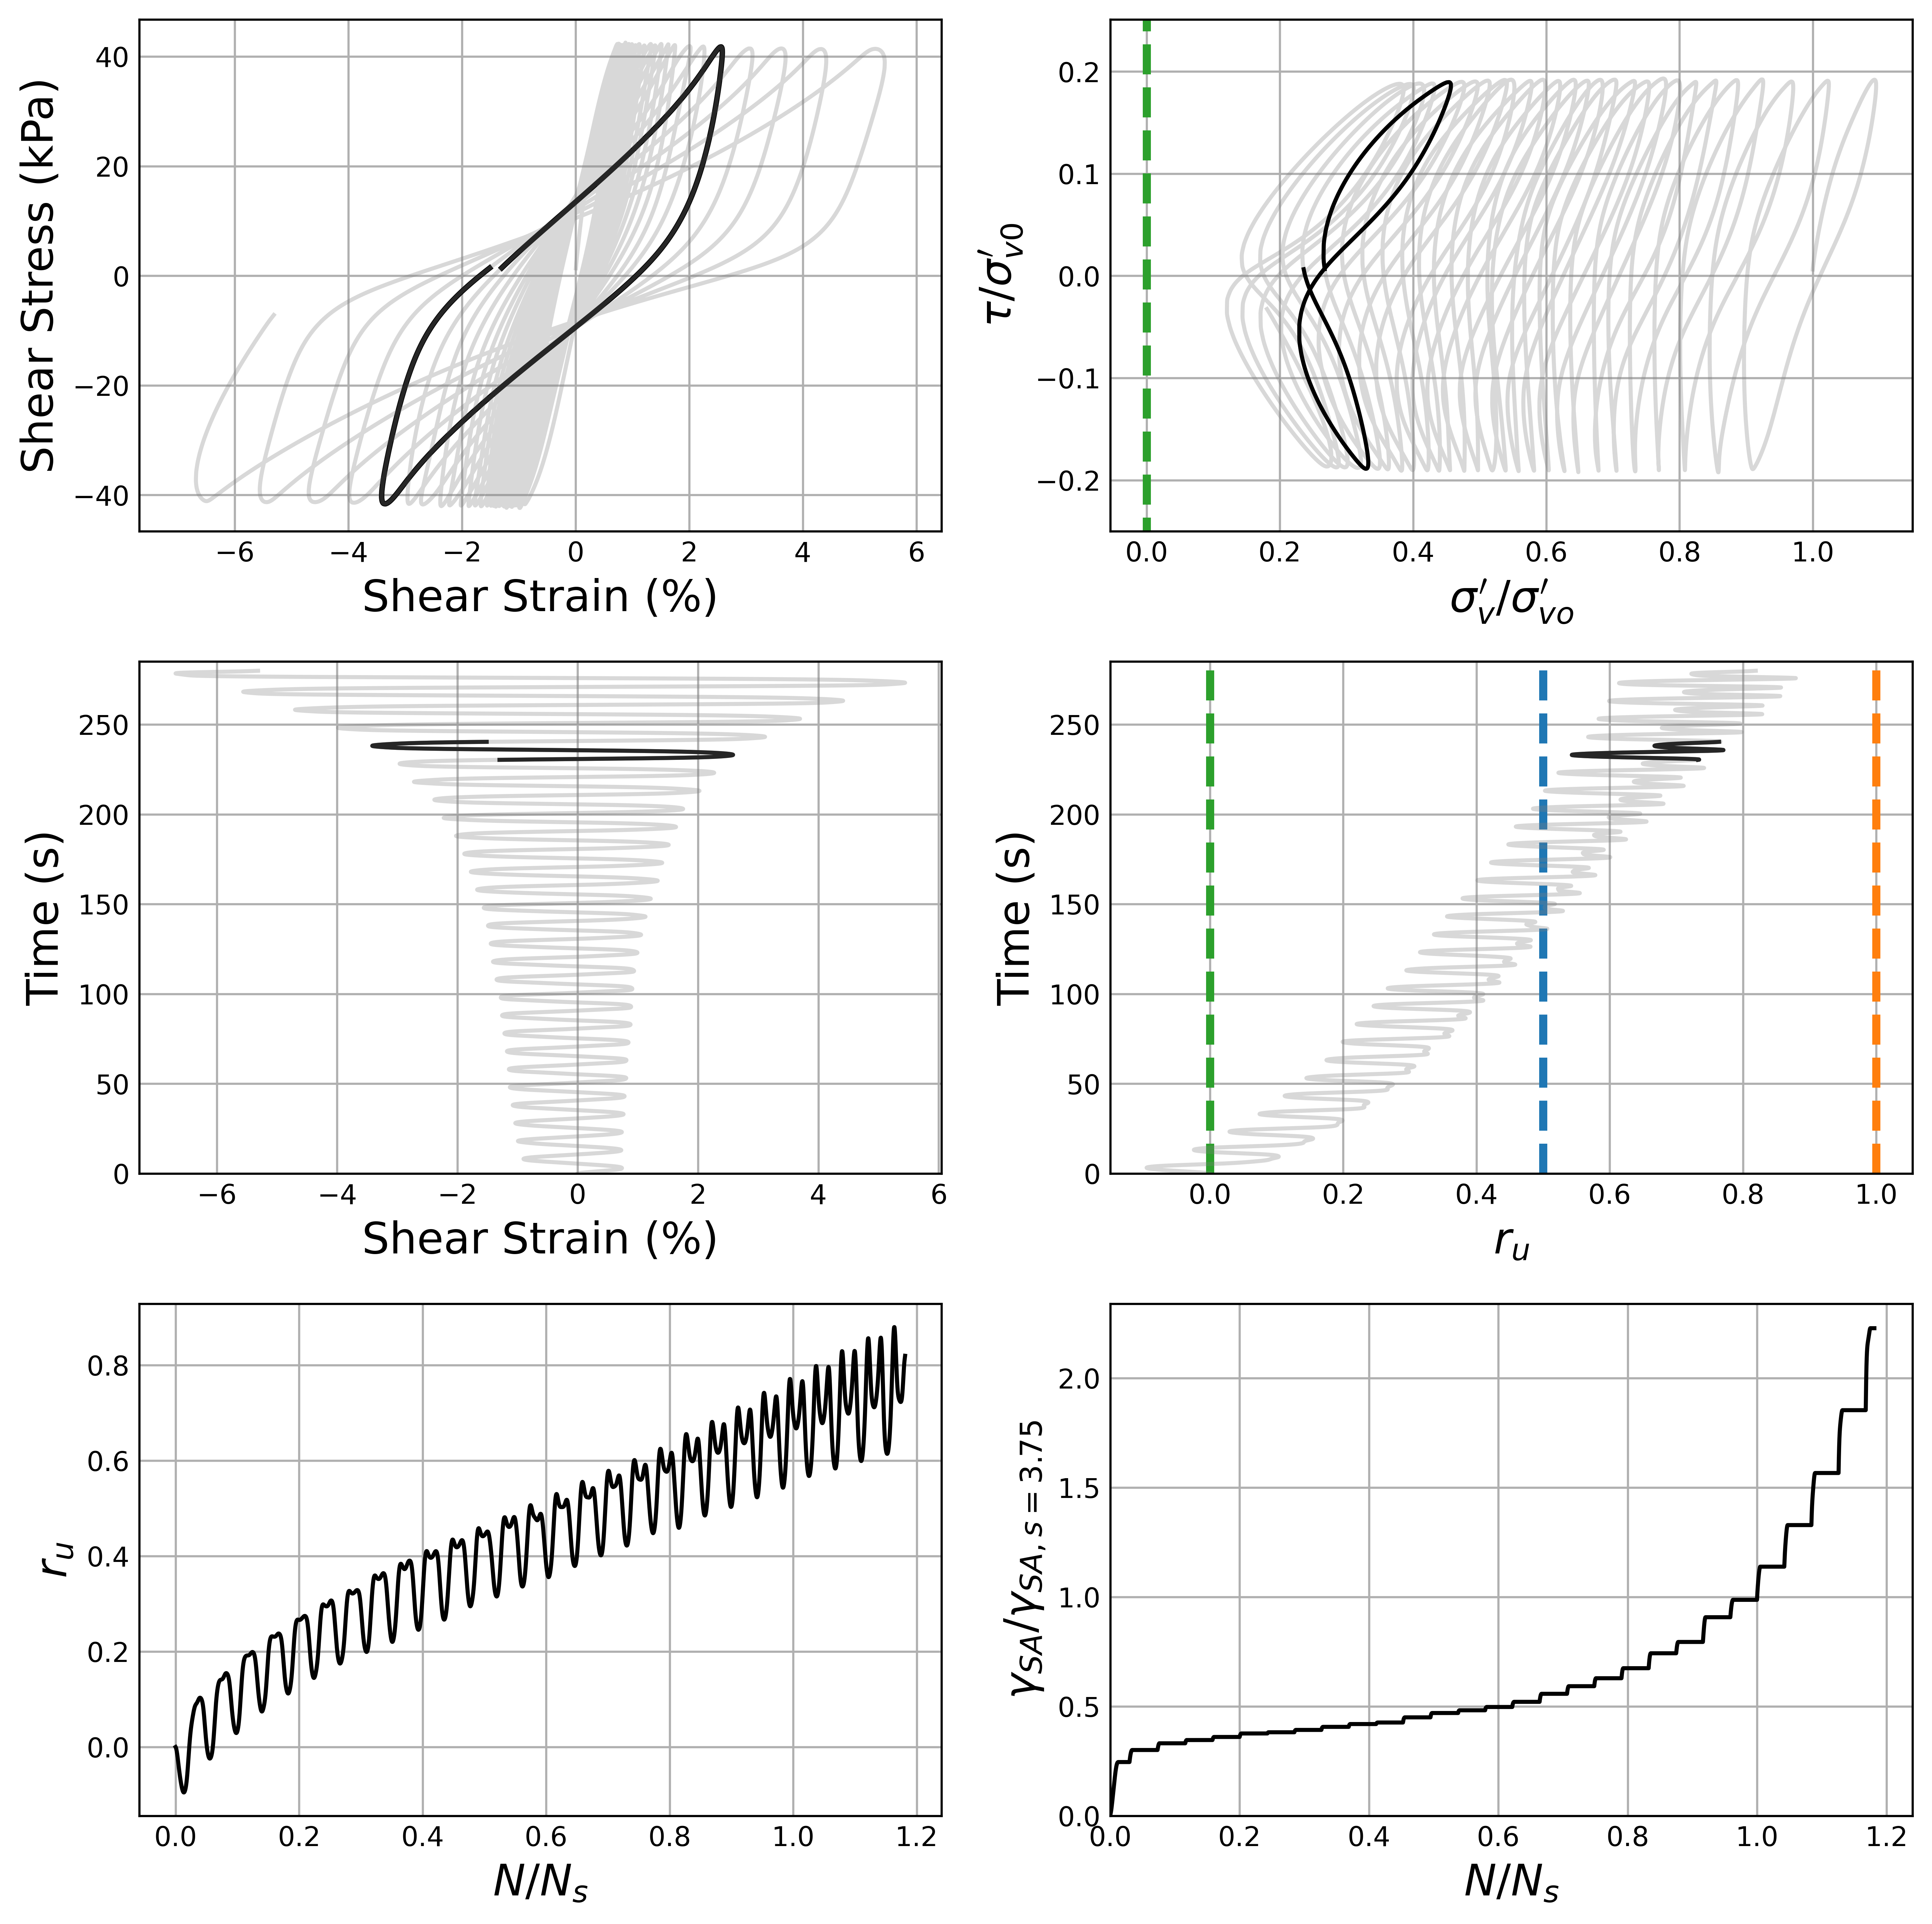 40
20
0
−20
−40
Shear Stress (kPa)
−6 −4 −2 0 2 4 6
Shear Strain (%)
0.2
0.1
0.0
−0.1
−0.2
τ/σ′v0
0.0 0.2 0.4 0.6 0.8 1.0
σ′v/σ′vo
250
200
150
100
50
0
Time (s)
−6 −4 −2 0 2 4 6
Shear Strain (%)
250
200
150
100
50
0
Time (s)
0.0 0.2 0.4 0.6 0.8 1.0
ru
0.8
0.6
0.4
0.2
0.0
ru
0.0 0.2 0.4 0.6 0.8 1.0 1.2
N/Ns
2.0
1.5
1.0
0.5
0.0
γSA/γSA, s = 3.75
0.0 0.2 0.4 0.6 0.8 1.0 1.2
N/Ns